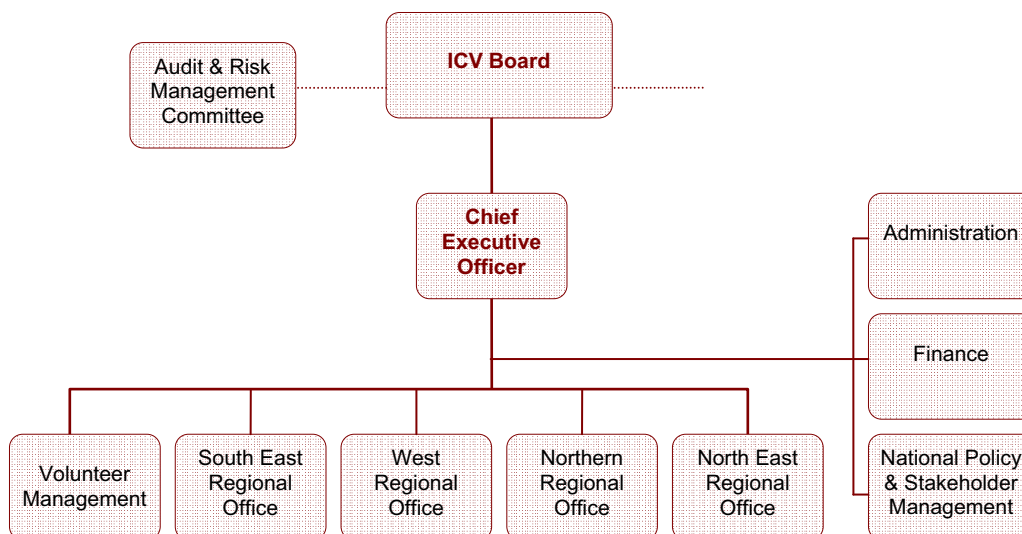 ICV Board
Audit & Risk
Management
Committee
Chief
Executive
Officer
Administration
Finance
National Policy
& Stakeholder
Management
Volunteer
Management
South East
Regional
Office
West
Regional
Office
Northern
Regional
Office
North East
Regional
Office